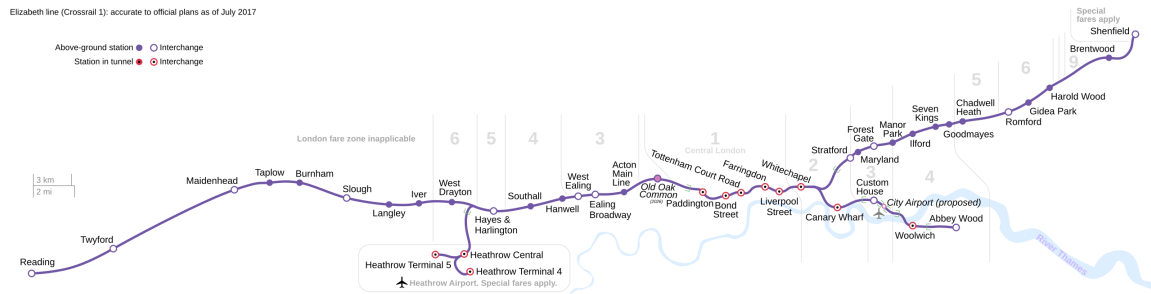 Elizabeth line (Crossrail 1): accurate to official plans as of July 2017
Special
fares apply
Shenfield
Above-ground station
Interchange
Station in tunnel
Interchange
Brentwood
9
6
5
Harold Wood
Gidea Park
Romford
Chadwell
Heath
Goodmayes
Seven
Kings
Ilford
Manor
Park
Forest
Gate
Maryland
Stratford
London fare zone inapplicable
6
5
4
3
1
Central London
2
3
4
Whitechapel
Farringdon
Tottenham Court Road
Liverpool
Street
Bond
Street
Paddington
Old Oak
Common
(2026)
Acton
Main
Line
West
Ealing
Ealing
Broadway
Hanwell
Southall
Hayes &
Harlington
West
Drayton
Iver
Langley
Slough
Burnham
Taplow
Maidenhead
Twyford
Reading
3 km
2 mi
Custom
House
City Airport (proposed)
Canary Wharf
Abbey Wood
Woolwich
River Thames
Heathrow Central
Heathrow Terminal 5
Heathrow Terminal 4
Heathrow Airport. Special fares apply.